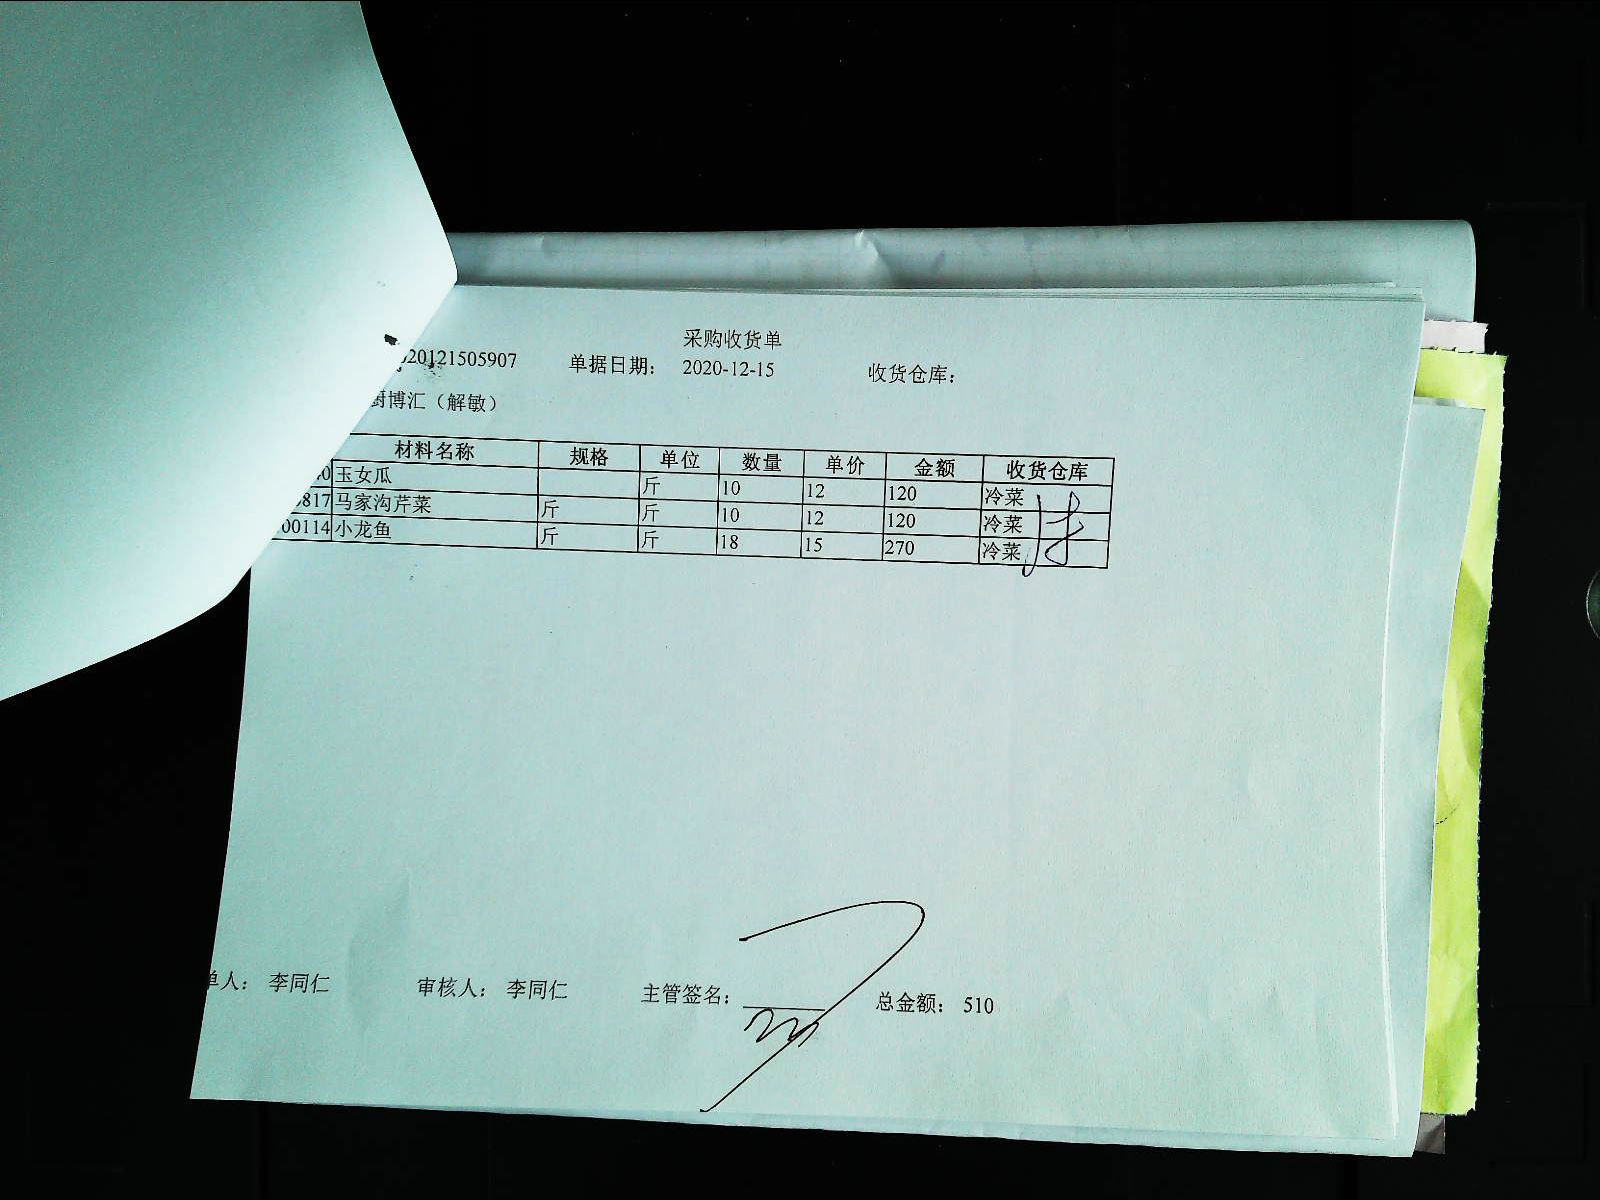 采购收货单
20121505907 单据日期： 2020-12-15 收货仓库：
厨博汇（解敏）
材料名称 规格 单位 数量 单价 金额 收货仓库
0 玉女瓜 斤 10 12 120 冷菜
817 马家沟芹菜 斤 斤 10 12 120 冷菜
00114 小龙鱼 斤 斤 18 15 270 冷菜
单人： 李同仁 审核人： 李同仁 主管签名： 总金额： 510